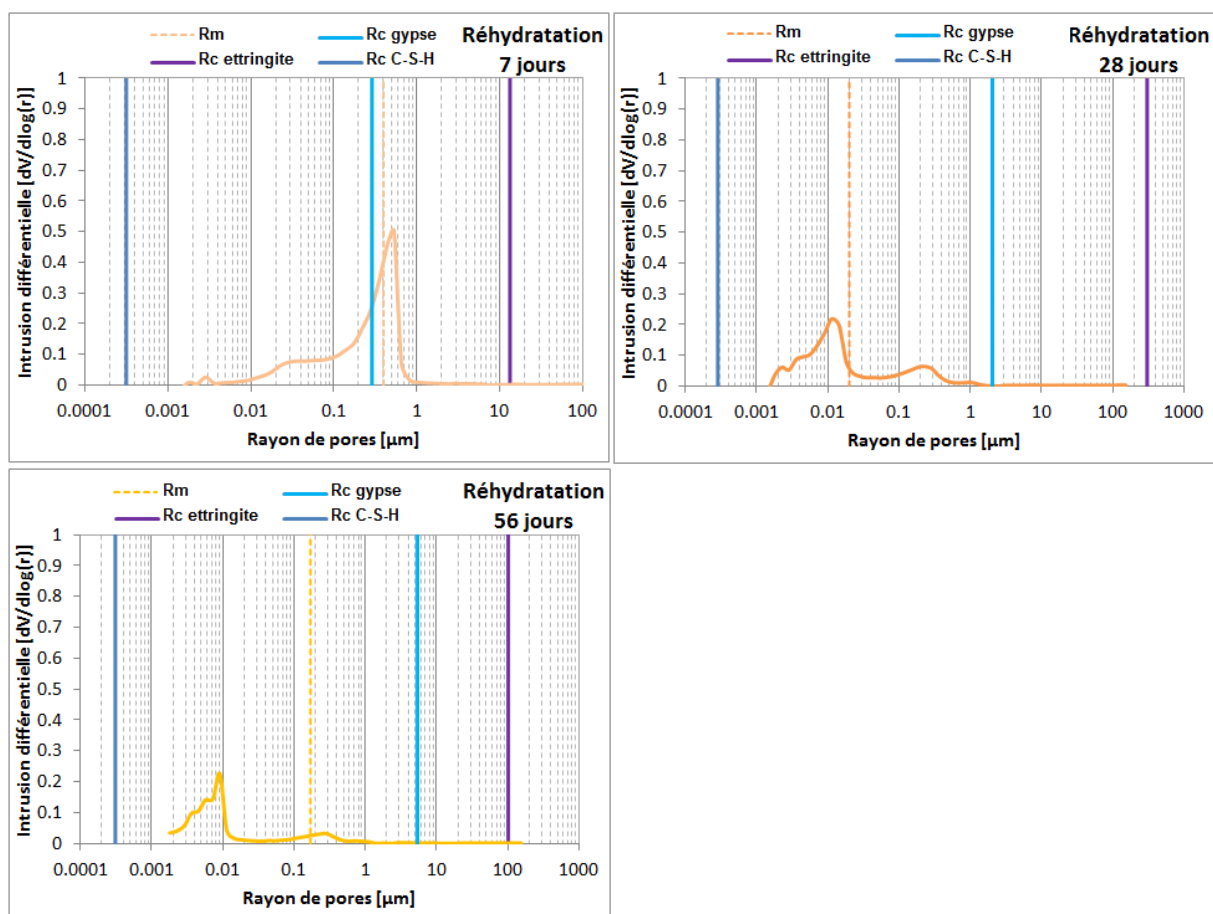 Rm
Rc gypse
Rc ettringite
Rc C-S-H
Réhydratation
7 jours
Intrusion différentielle [dV/dlog(r)]
1
0.9
0.8
0.7
0.6
0.5
0.4
0.3
0.2
0.1
0
0.0001 0.001 0.01 0.1 1 10 100
Rayon de pores [µm]
Rm
Rc gypse
Rc ettringite
Rc C-S-H
Réhydratation
28 jours
Intrusion différentielle [dV/dlog(r)]
1
0.9
0.8
0.7
0.6
0.5
0.4
0.3
0.2
0.1
0
0.0001 0.001 0.01 0.1 1 10 100 1000
Rayon de pores [µm]
Rm
Rc gypse
Rc ettringite
Rc C-S-H
Réhydratation
56 jours
Intrusion différentielle [dV/dlog(r)]
1
0.9
0.8
0.7
0.6
0.5
0.4
0.3
0.2
0.1
0
0.0001 0.001 0.01 0.1 1 10 100 1000
Rayon de pores [µm]